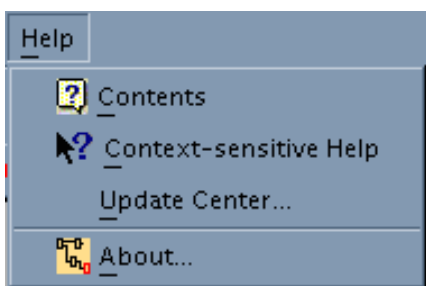 Help
Contents
Context-sensitive Help
Update Center...
About...